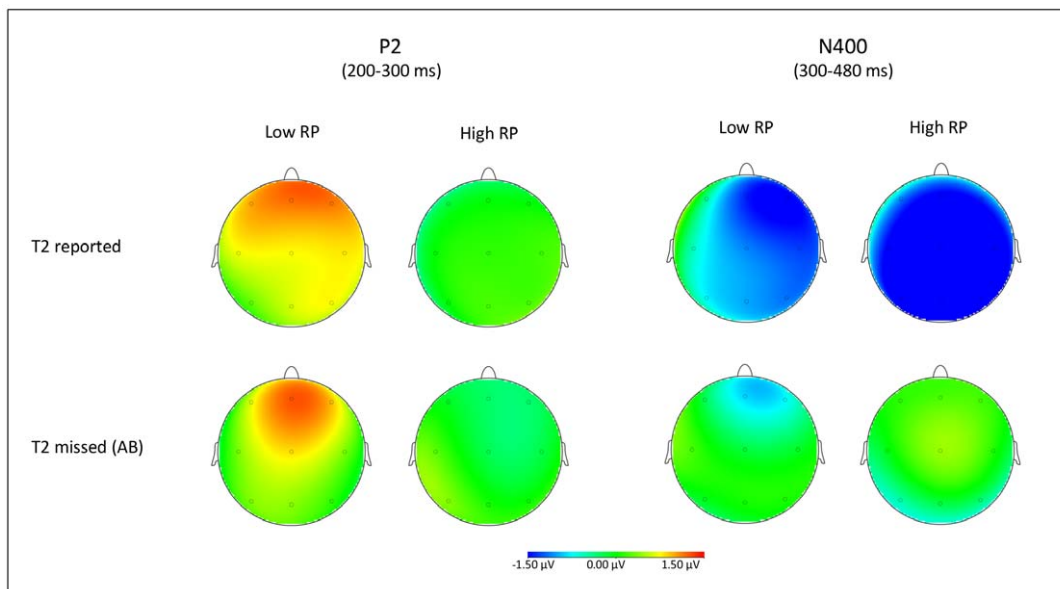 P2
(200-300 ms)
N400
(300-480 ms)
Low RP
High RP
Low RP
High RP
T2 reported
T2 missed (AB)
-1.50 µV
0.00 µV
1.50 µV